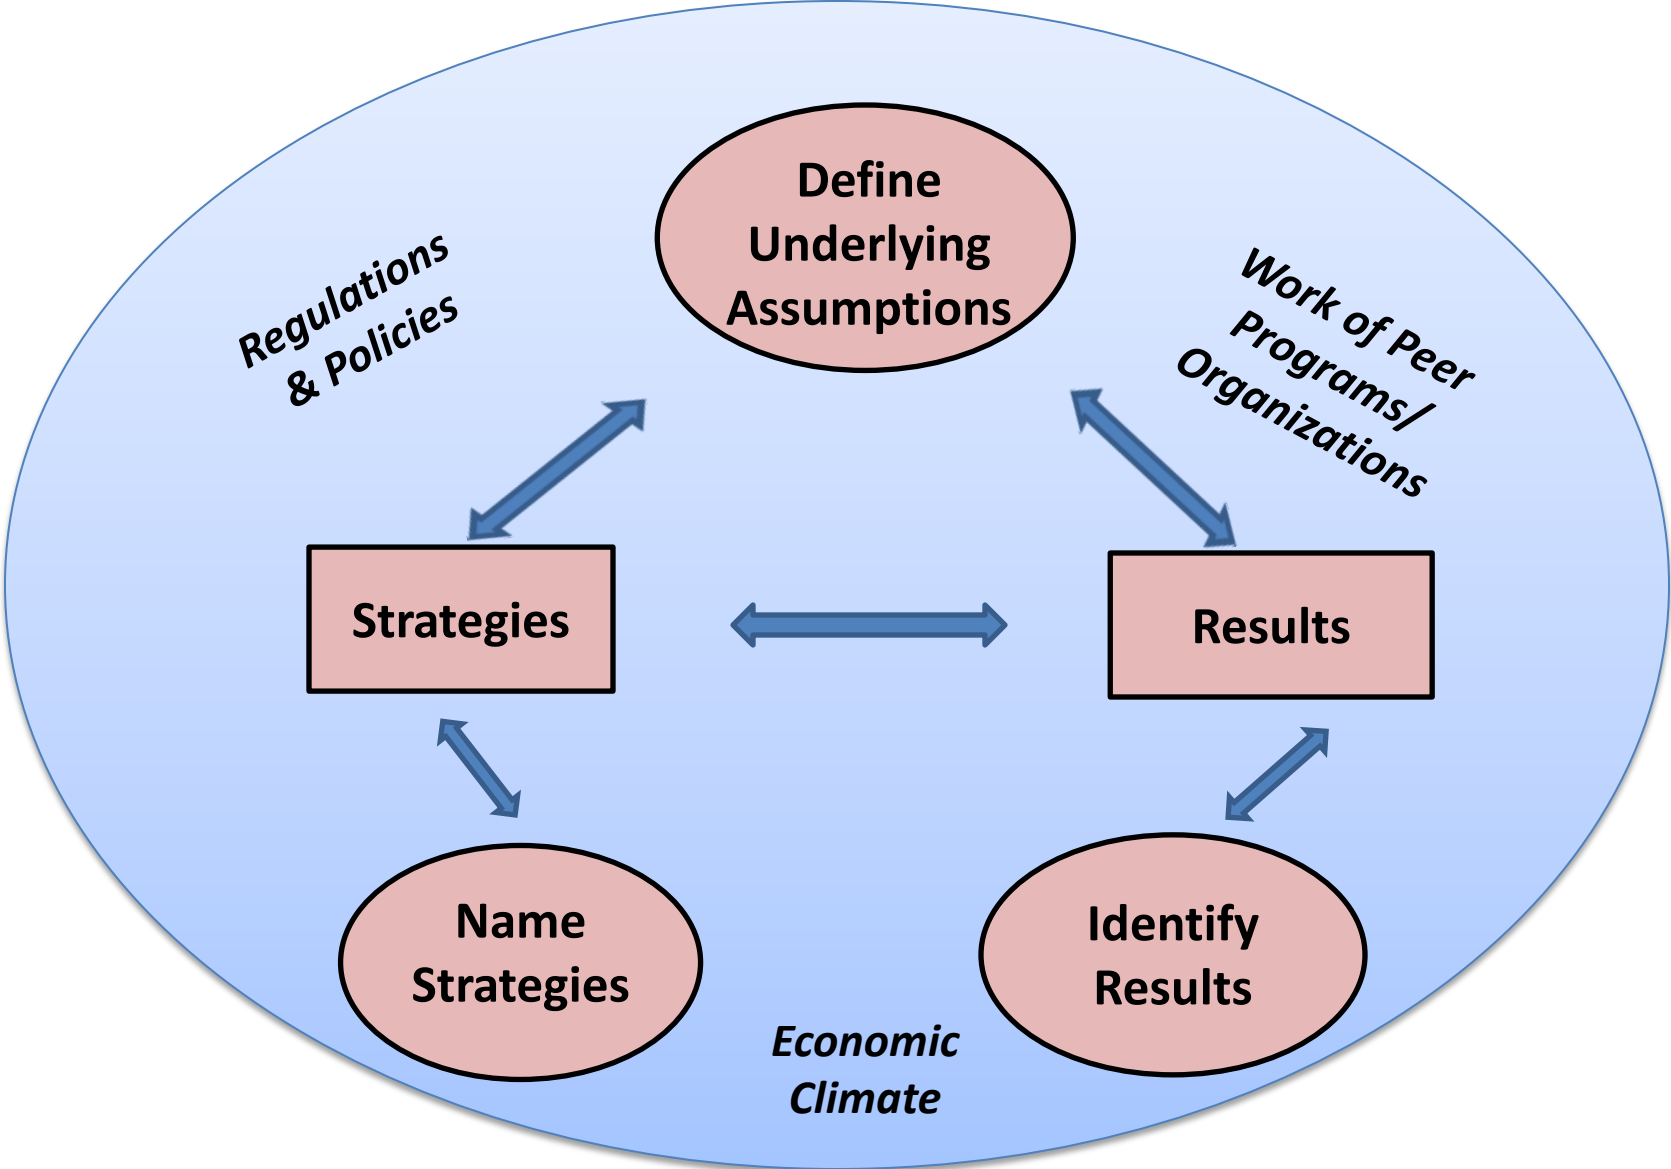 Define
Underlying
Assumptions
Regulations
& Policies
Work of Peer
Programs/
Organizations
Strategies
Results
Name
Strategies
Identify
Results
Economic
Climate